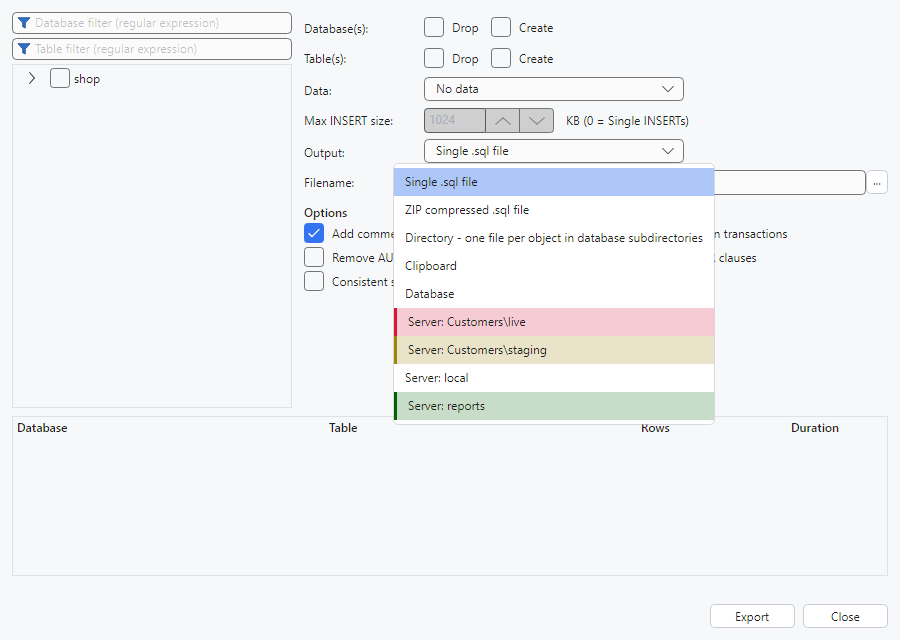 Database filter (regular expression)
Table filter (regular expression)
shop
Database(s): Drop Create
Table(s): Drop Create
Data: No data
Max INSERT size: 1024 KB (0 = Single INSERTs)
Output: Single .sql file
Filename: ...
Single .sql file
ZIP compressed .sql file
Directory - one file per object in database subdirectories
Clipboard
Database
Server: Customers\live
Server: Customers\staging
Server: local
Server: reports
Options
Add transactions
Remove clauses
Consistent
Database Table Rows Duration
Export Close